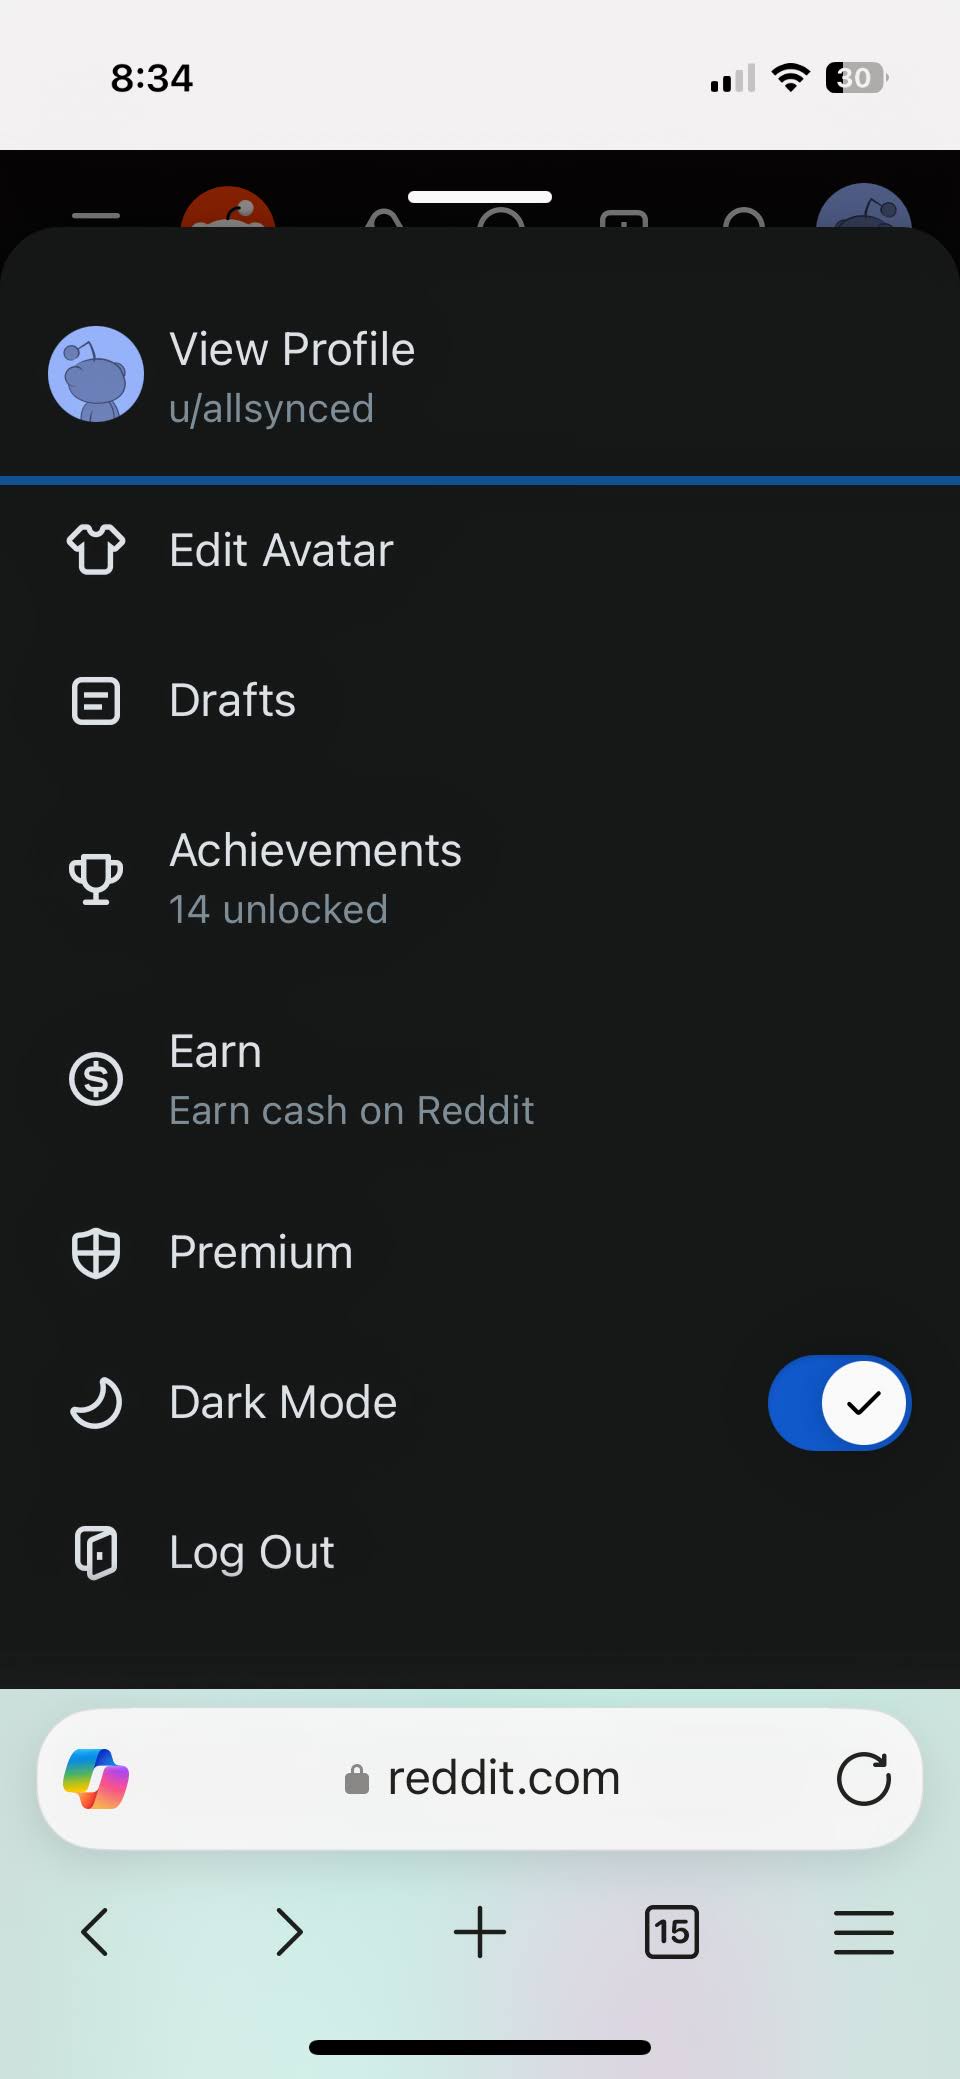 8:34
30
View Profile
u/allsynced
Edit Avatar
Drafts
Achievements
14 unlocked
Earn
Earn cash on Reddit
Premium
Dark Mode
Log Out
reddit.com
15